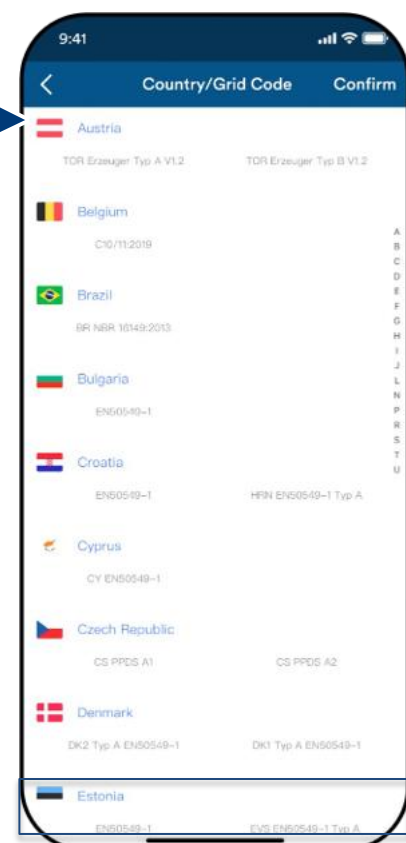 9:41
Country/Grid Code Confirm
Austria
TOR Erzeuger Typ A V1.2 TOR Erzeuger Typ B V1.2
Belgium
C10/11:2019
Brazil
BR NBR 16149:2013
Bulgaria
EN50549-1
Croatia
EN50549-1 HRN EN50549-1 Typ A
Cyprus
CY EN50549-1
Czech Republic
CS PPDS A1 CS PPDS A2
Denmark
DK2 Typ A EN50549-1 DK1 Typ A EN50549-1
Estonia
EN50549-1 EVS EN50549-1 Typ A
A
B
C
D
E
F
G
H
I
J
L
N
P
R
S
T
U